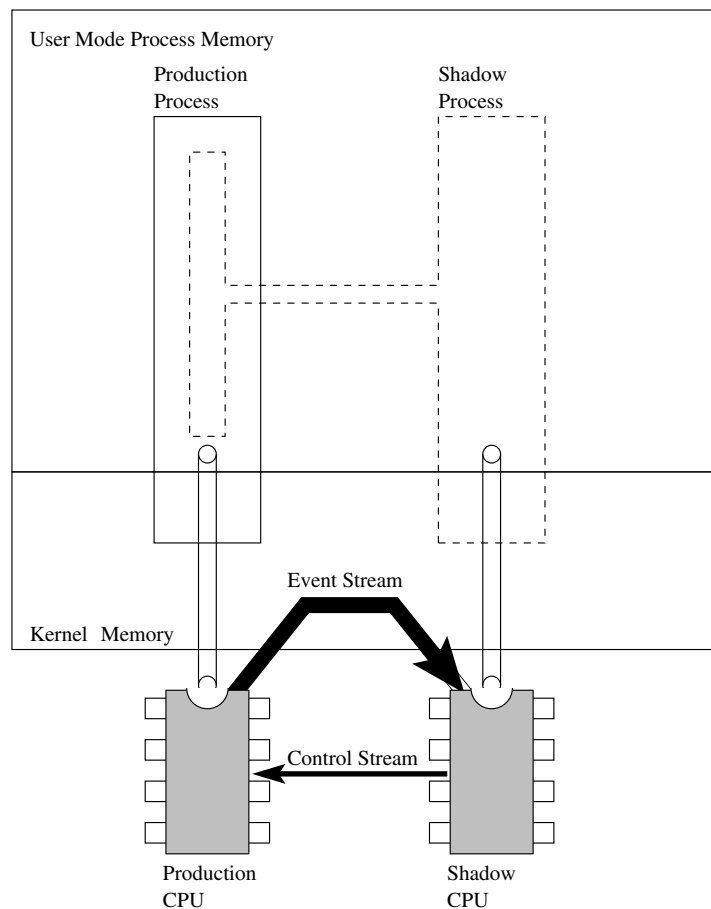 User Mode Process Memory
Production
Process
Shadow
Process
Event Stream
Kernel Memory
Control Stream
Production
CPU
Shadow
CPU